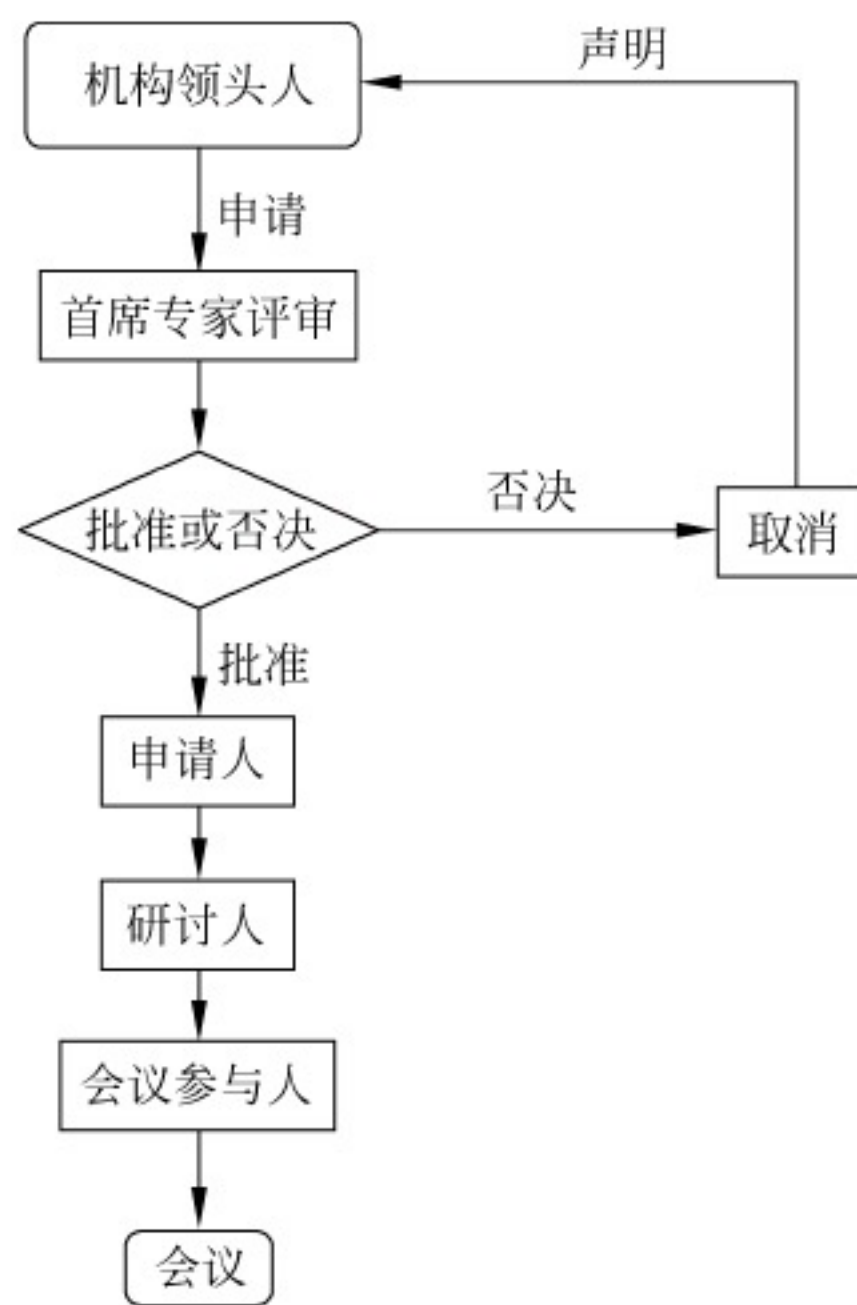 声明
机构领头人
申请
首席专家评审
批准或否决
否决
取消
批准
申请人
研讨人
会议参与人
会议